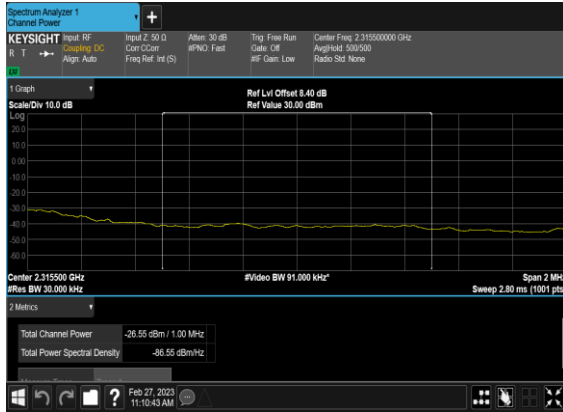 Spectrum Analyzer 1
Channel Power
+
KEYSIGHT Input: RF Input Z: 50 Ω Atten: 30 dB Trig: Free Run Center Freq: 2.315500000 GHz
R T Coupling: DC Corr CCorr #PNO: Fast Gate: Off Avg|Hold: 500/500
Align: Auto Freq Ref: Int (S) #IF Gain: Low Radio Std: None
1 Graph
Ref Lvl Offset 8.40 dB
Scale/Div 10.0 dB Ref Value 30.00 dBm
Log
20.0
10.0
0.00
-10.0
-20.0
-30.0
-40.0
-50.0
-60.0
Center 2.315500 GHz #Video BW 91.000 kHz* Span 2 MHz
#Res BW 30.000 kHz Sweep 2.80 ms (1001 pts
2 Metrics
Total Channel Power -26.55 dBm / 1.00 MHz
Total Power Spectral Density -86.55 dBm/Hz
? Feb 27, 2023
11:10:43 AM